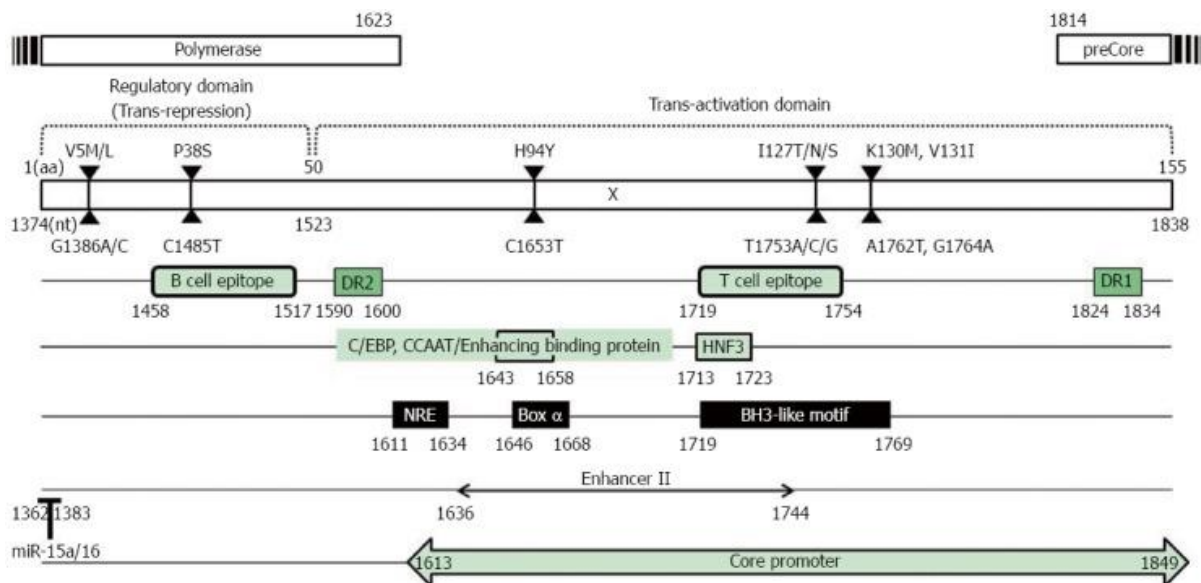 1623
1814
Polymerase
preCore
Regulatory domain
(Trans-repression)
Trans-activation domain
V5M/L P38S H94Y I127T/N/S K130M, V131I
1(aa) 50 155
X
1374(nt) 1523 1838
G1386A/C C1485T C1653T T1753A/C/G A1762T, G1764A
B cell epitope DR2 T cell epitope DR1
1458 1517 1590 1600 1719 1754 1824 1834
C/EBP, CCAAT/Enhancing binding protein HNF3
1643 1658 1713 1723
NRE Box α BH3-like motif
1611 1634 1646 1668 1719 1769
Enhancer II
1362 1383 1636 1744
miR-15a/16
1613 Core promoter 1849